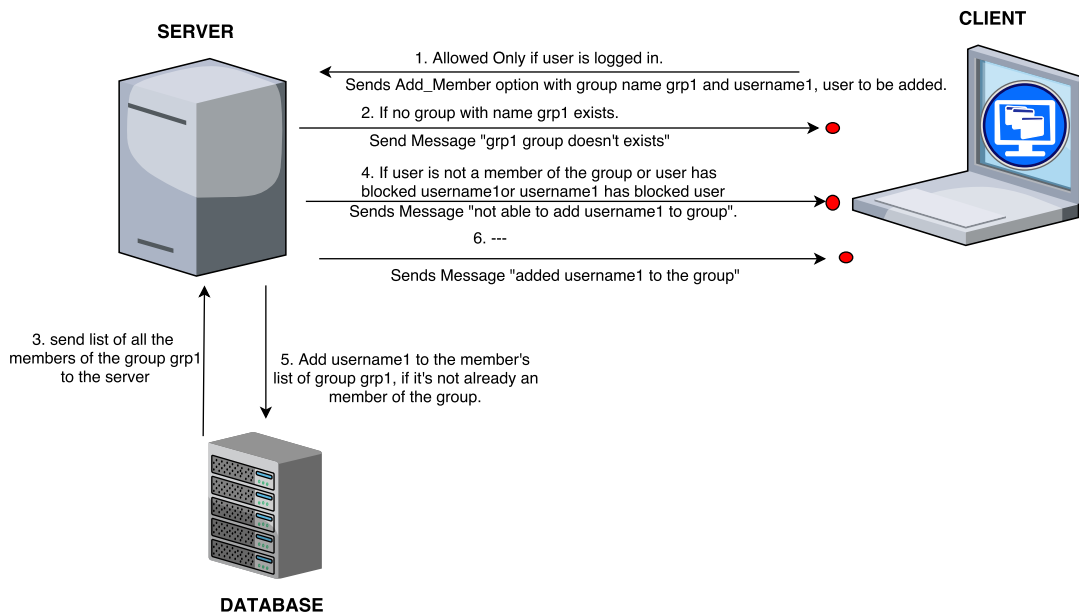 SERVER
CLIENT
1. Allowed Only if user is logged in.
Sends Add_Member option with group name grp1 and username1, user to be added.
2. If no group with name grp1 exists.
Send Message "grp1 group doesn't exists"
4. If user is not a member of the group or user has
blocked username1or username1 has blocked user
Sends Message "not able to add username1 to group".
6. ---
Sends Message "added username1 to the group"
3. send list of all the
members of the group grp1
to the server
5. Add username1 to the member's
list of group grp1, if it's not already an
member of the group.
DATABASE